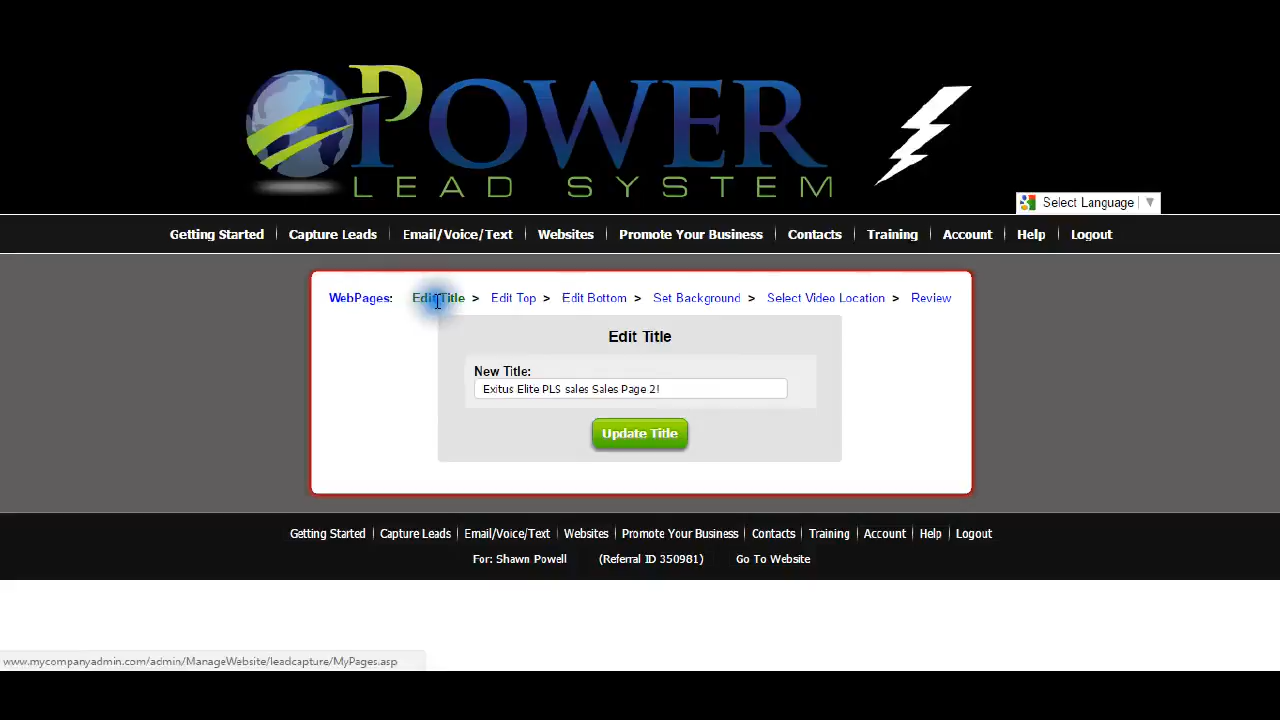 POWER
LEAD SYSTEM
Select Language ▼
Getting Started Capture Leads Email/Voice/Text Websites Promote Your Business Contacts Training Account Help Logout
WebPages: Edit Title > Edit Top > Edit Bottom > Set Background > Select Video Location > Review
Edit Title
New Title:
Exitus Elite PLS sales Sales Page 2!
Update Title
Getting Started Capture Leads Email/Voice/Text Websites Promote Your Business Contacts Training Account Help Logout
For: Shawn Powell (Referral ID 350981) Go To Website
www.mycompanyadmin.com/admin/ManageWebsite/leadcapture/MyPages.asp